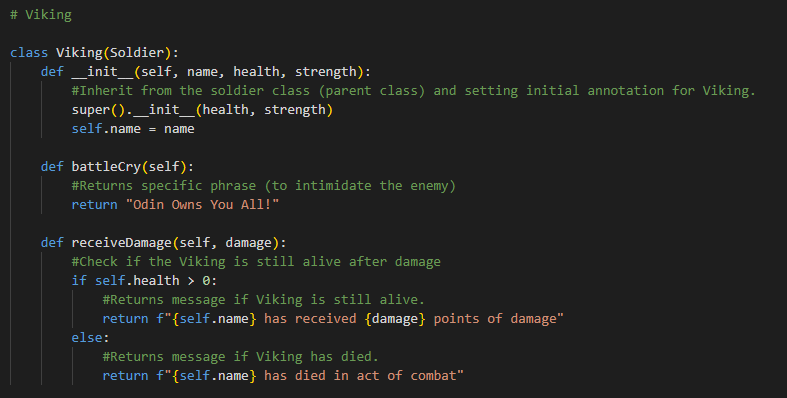 # Viking
class Viking(Soldier):
def __init__(self, name, health, strength):
#Inherit from the soldier class (parent class) and setting initial annotation for Viking.
super().__init__(health, strength)
self.name = name
def battleCry(self):
#Returns specific phrase (to intimidate the enemy)
return "Odin Owns You All!"
def receiveDamage(self, damage):
#Check if the Viking is still alive after damage
if self.health > 0:
#Returns message if Viking is still alive.
return f"{self.name} has received {damage} points of damage"
else:
#Returns message if Viking has died.
return f"{self.name} has died in act of combat"